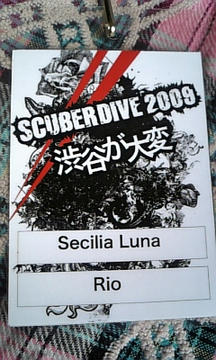 SCUBERDIVE 2009
渋谷が大変
Secilia Luna
Rio